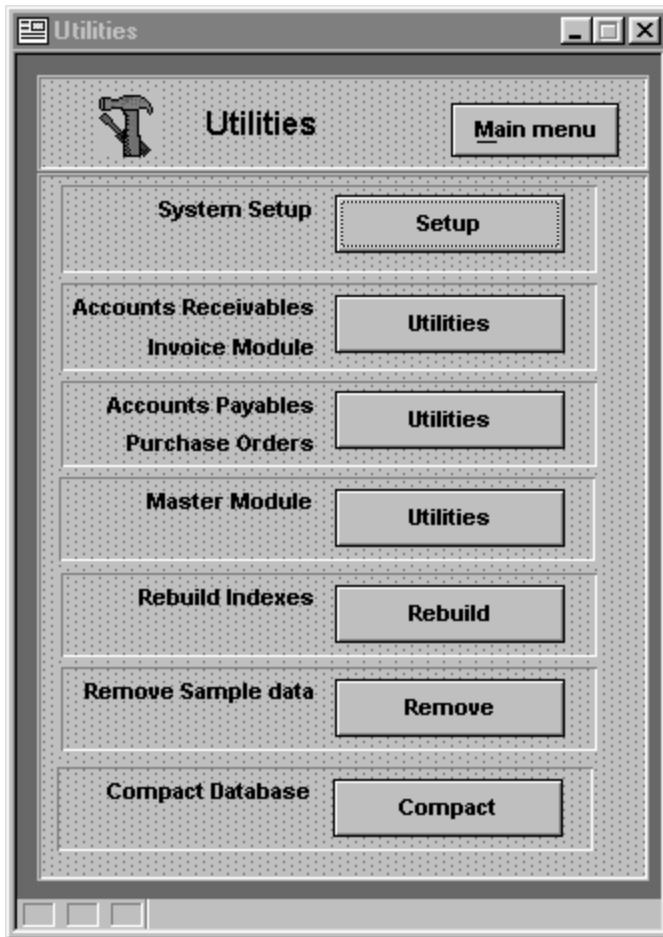 Utilities
Utilities
Main menu
System Setup
Setup
Accounts Receivables
Invoice Module
Utilities
Accounts Payables
Purchase Orders
Utilities
Master Module
Utilities
Rebuild Indexes
Rebuild
Remove Sample data
Remove
Compact Database
Compact